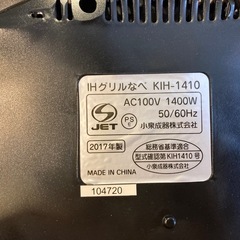 IHグリルなべ KIH-1410
S JET
PS E
AC100V 1400W
50/60Hz
小泉成器株式会社
2017年製
MADE IN CHINA
総務省基準適合
型式確認第KIH1410号
小泉成器株式会社
104720